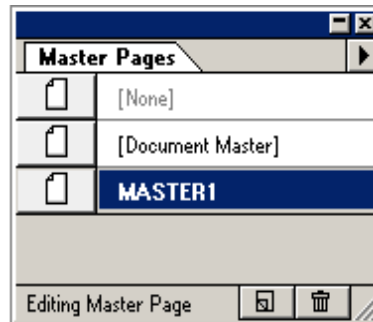 Master Pages
[None]
[Document Master]
MASTER1
Editing Master Page